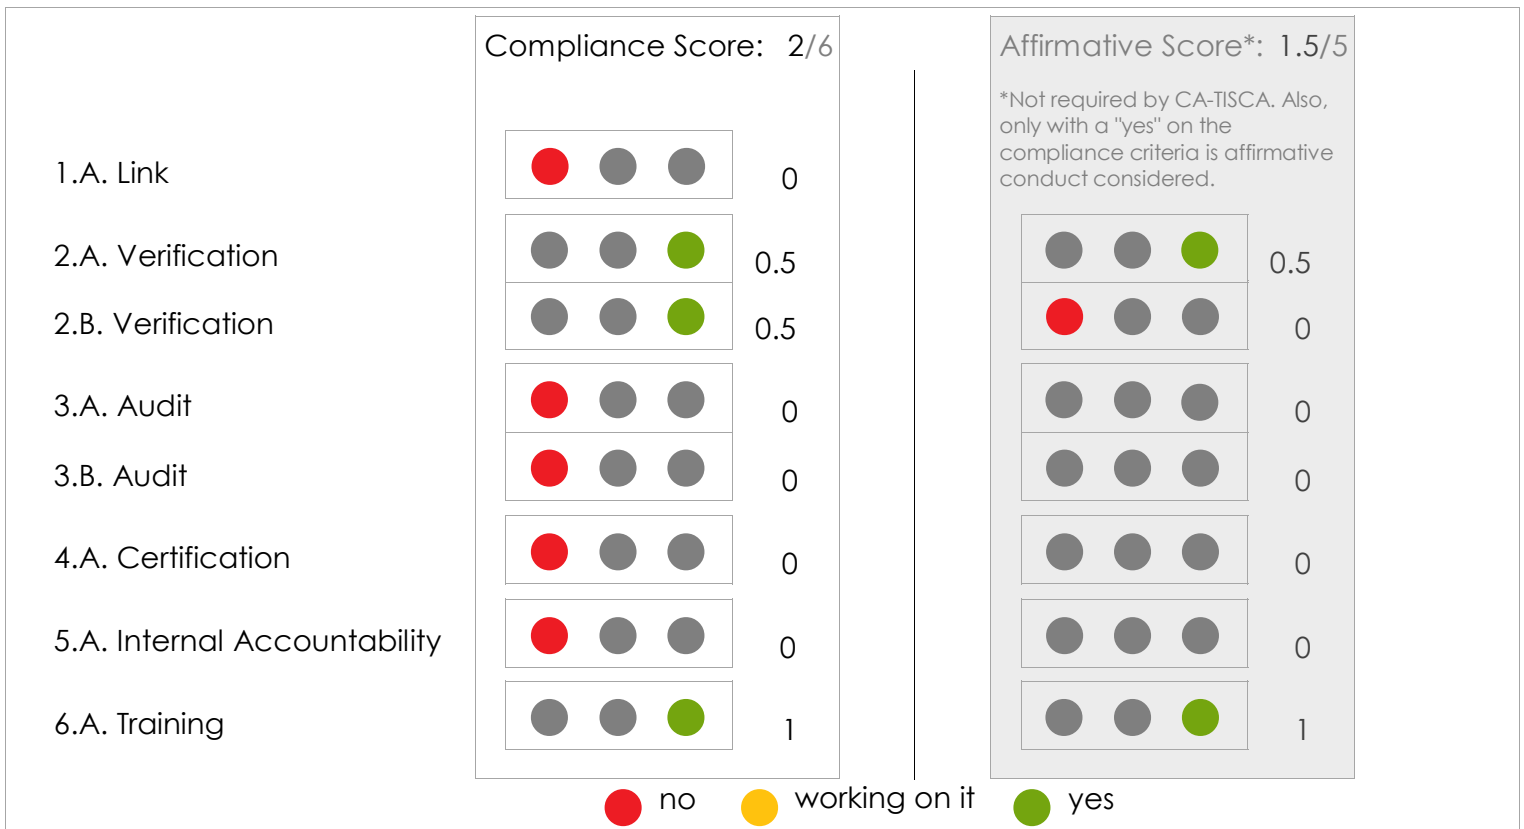 Compliance Score: 2/6
Affirmative Score*: 1.5/5
*Not required by CA-TISCA. Also,
only with a "yes" on the
compliance criteria is affirmative
conduct considered.
1.A. Link 0
2.A. Verification 0.5 0.5
2.B. Verification 0.5 0
3.A. Audit 0 0
3.B. Audit 0 0
4.A. Certification 0 0
5.A. Internal Accountability 0 0
6.A. Training 1 1
no working on it yes